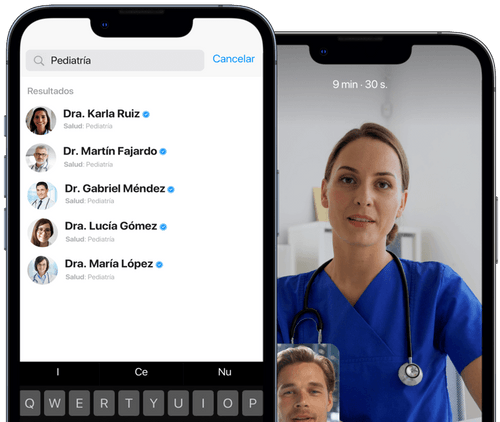 Pediatría
Cancelar
Resultados
Dra. Karla Ruiz
Salud: Pediatría
Dr. Martín Fajardo
Salud: Pediatría
Dr. Gabriel Méndez
Salud: Pediatría
Dra. Lucía Gómez
Salud: Pediatría
Dra. María López
Salud: Pediatría
I Ce Nu
Q W E R T Y U I O P
9 min · 30 s.